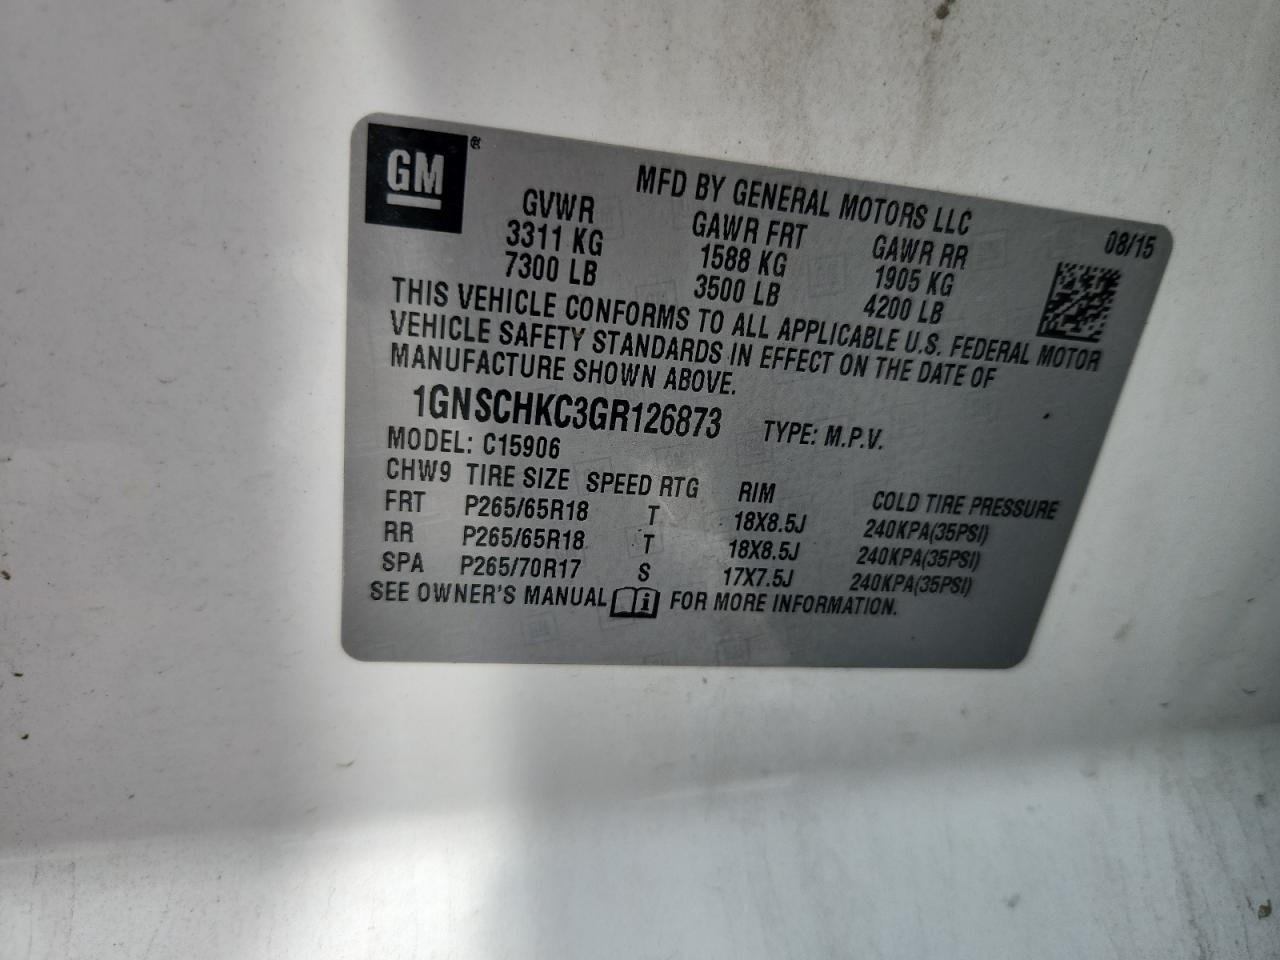 GM ®
MFD BY GENERAL MOTORS LLC
08/15
GVWR GAWR FRT GAWR RR
3311 KG 1588 KG 1905 KG
7300 LB 3500 LB 4200 LB
THIS VEHICLE CONFORMS TO ALL APPLICABLE U.S. FEDERAL MOTOR
VEHICLE SAFETY STANDARDS IN EFFECT ON THE DATE OF
MANUFACTURE SHOWN ABOVE.
1GNSCHKC3GR126873 TYPE: M.P.V.
MODEL: C15906
CHW9 TIRE SIZE SPEED RTG RIM COLD TIRE PRESSURE
FRT P265/65R18 T 18X8.5J 240KPA(35PSI)
RR P265/65R18 T 18X8.5J 240KPA(35PSI)
SPA P265/70R17 S 17X7.5J 240KPA(35PSI)
SEE OWNER'S MANUAL i FOR MORE INFORMATION.